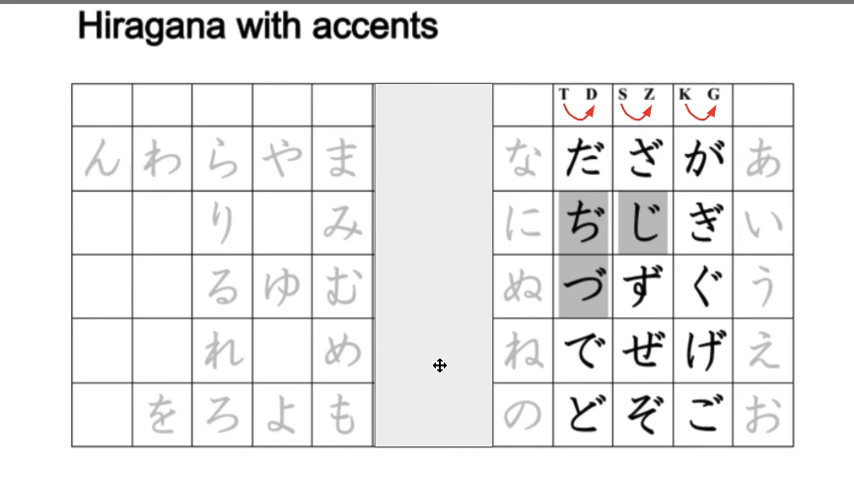 Hiragana with accents
T D S Z K G
ん わ ら や ま な だ ざ が あ
り み に ぢ じ ぎ い
る ゆ む ぬ づ ず ぐ う
れ め ね で ぜ げ え
を ろ よ も の ど ぞ ご お